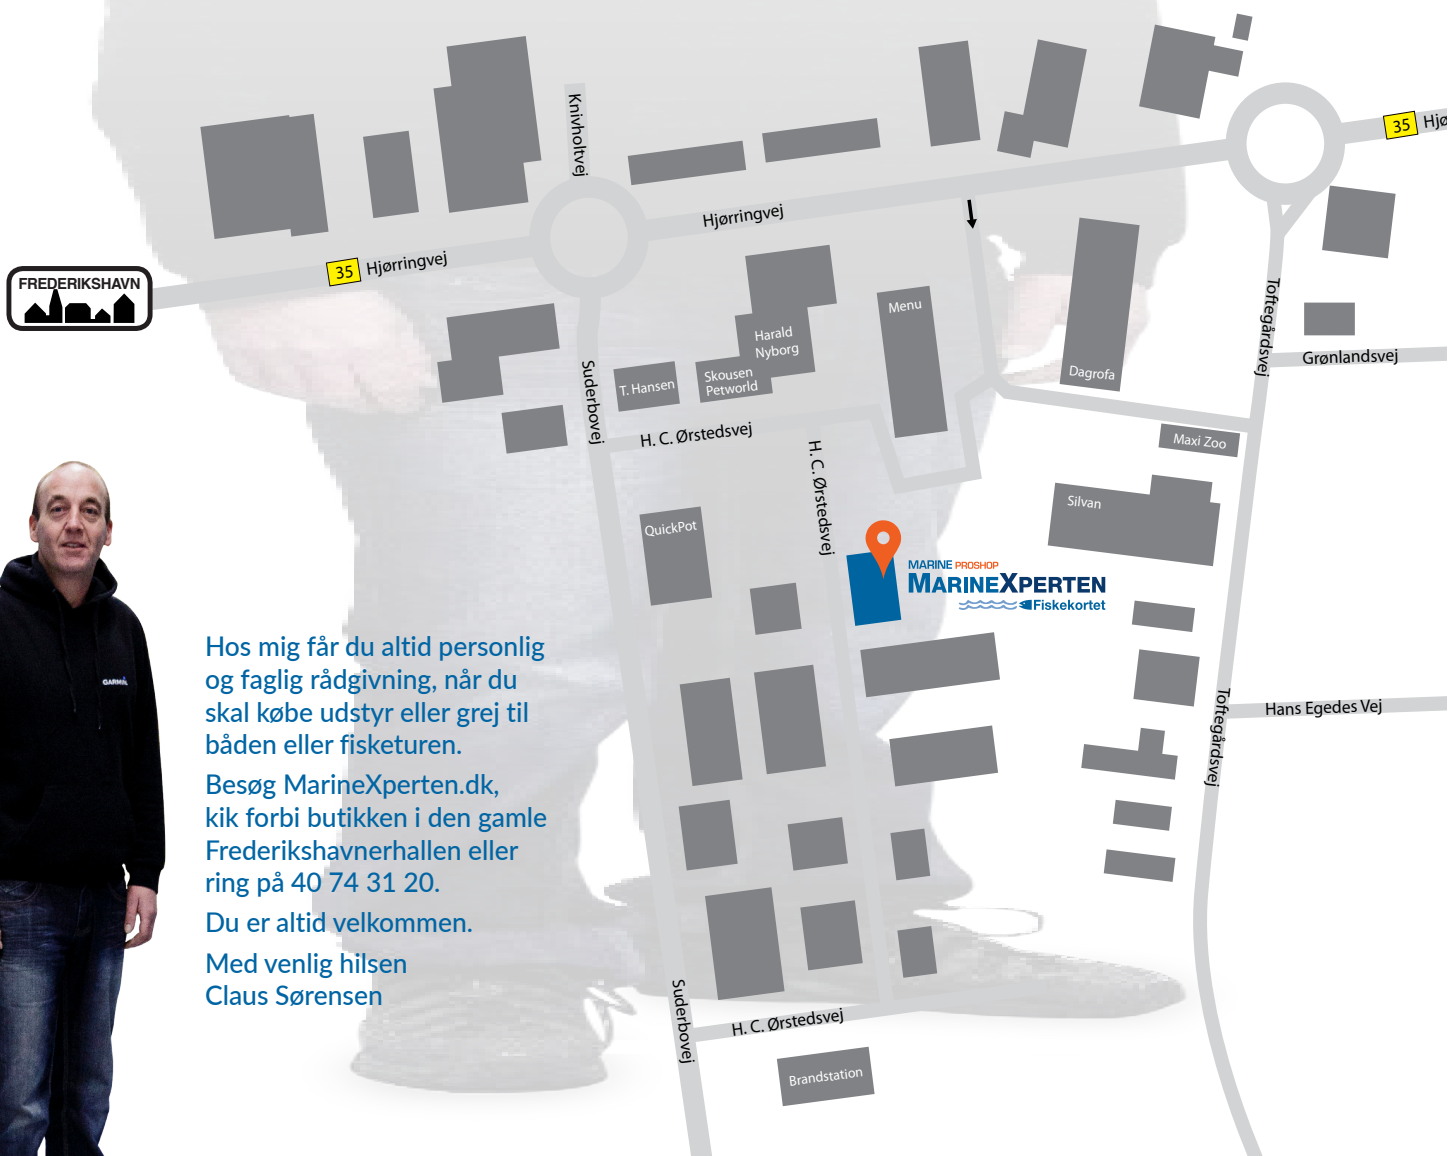 Knivholtvej
35
Hjø
Hjørringvej
35
Hjørringvej
FREDERIKSHAVN
Toftegårdsvej
Menu
Harald
Nyborg
Grønlandsvej
Suderbovej
T. Hansen
Skousen
Petworld
Dagrofa
H. C. Ørstedsvej
Maxi Zoo
H. C. Ørstedsvej
Silvan
QuickPot
MARINE PROSHOP
MARINEXPERTEN
Fiskekortet
GARMIN
Hos mig får du altid personlig
og faglig rådgivning, når du
skal købe udstyr eller grej til
båden eller fisketuren.
Besøg MarineXperten.dk,
kik forbi butikken i den gamle
Frederikshavnerhallen eller
ring på 40 74 31 20.
Du er altid velkommen.
Med venlig hilsen
Claus Sørensen
Toftegårdsvej
Hans Egedes Vej
Suderbovej
H. C. Ørstedsvej
Brandstation